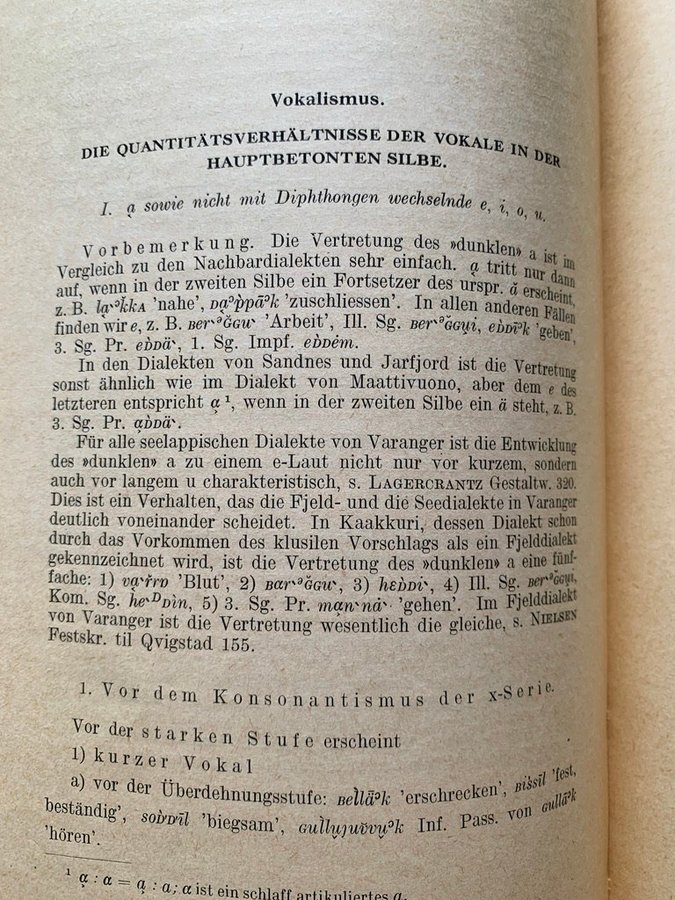 Vokalismus.
DIE QUANTITÄTSVERHÄLTNISSE DER VOKALE IN DER
HAUPTBETONTEN SILBE.
I. ą sowie nicht mit Diphthongen wechselnde e, i, o, u.
Vorbemerkung. Die Vertretung des »dunklen» a ist im
Vergleich zu den Nachbardialekten sehr einfach. ą tritt nur dann
auf, wenn in der zweiten Silbe ein Fortsetzer des urspr. ă erscheint,
z. B. 'nahe', 'zuschliessen'. In allen anderen Fällen
finden wir e, z. B. 'Arbeit', Ill. Sg. 'geben',
3. Sg. Pr. 1. Sg. Impf.
In den Dialekten von Sandnes und Jarfjord ist die Vertretung
sonst ähnlich wie im Dialekt von Maattivuono, aber dem e des
letzteren entspricht ą¹, wenn in der zweiten Silbe ein ä steht, z. B.
3. Sg. Pr.
Für alle seelappischen Dialekte von Varanger ist die Entwicklung
des »dunklen» a zu einem e-Laut nicht nur vor kurzem, sondern
auch vor langem u charakteristisch, s. LAGERCRANTZ Gestaltw. 320.
Dies ist ein Verhalten, das die Fjeld- und die Seedialekte in Varanger
deutlich voneinander scheidet. In Kaakkuri, dessen Dialekt schon
durch das Vorkommen des klusilen Vorschlags als ein Fjelddialekt
gekennzeichnet wird, ist die Vertretung des »dunklen» a eine fünf-
fache: 1) 'Blut', 2) 3) 4) Ill. Sg.
Kom. Sg. 5) 3. Sg. Pr. 'gehen'. Im Fjelddialekt
von Varanger ist die Vertretung wesentlich die gleiche, s. NIELSEN
Festskr. til Qvigstad 155.
1. Vor dem Konsonantismus der x-Serie.
Vor der starken Stufe erscheint
1) kurzer Vokal
a) vor der Überdehnungsstufe: 'erschrecken', 'fest,
beständig', 'biegsam', Inf. Pass. von
'hören'.
ist ein schlaff artikuliertes